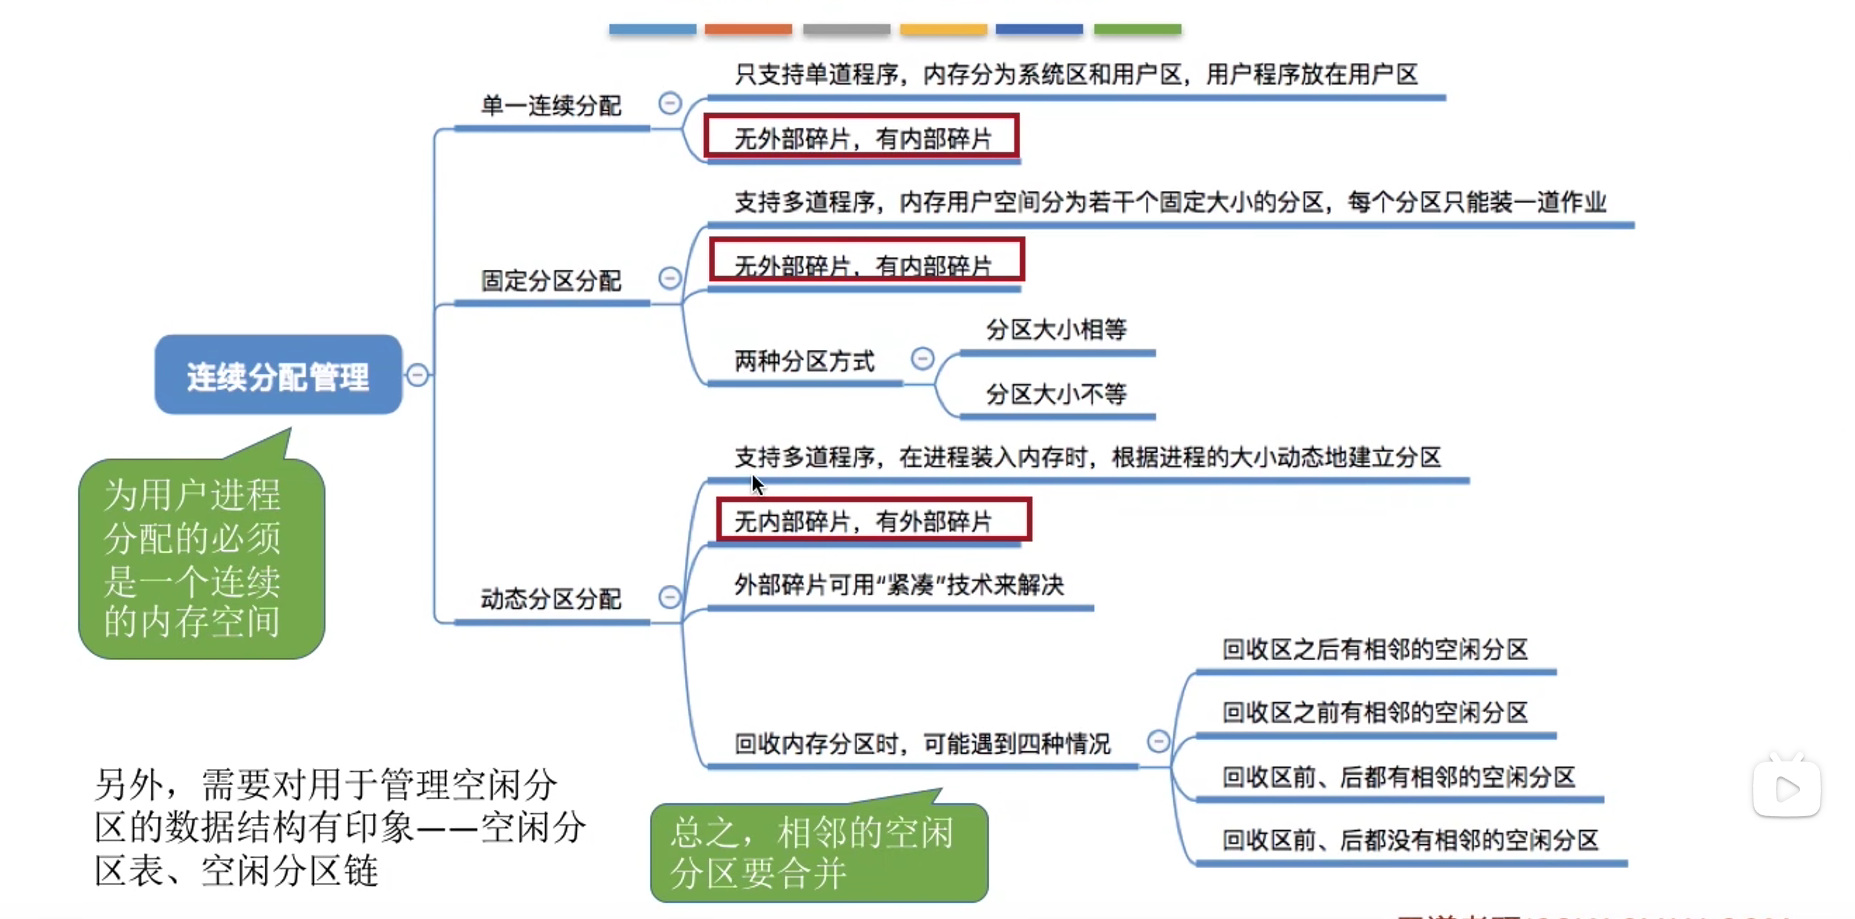 只支持单道程序，内存分为系统区和用户区，用户程序放在用户区
单一连续分配
无外部碎片，有内部碎片
支持多道程序，内存用户空间分为若干个固定大小的分区，每个分区只能装一道作业
固定分区分配
无外部碎片，有内部碎片
两种分区方式
分区大小相等
分区大小不等
连续分配管理
为用户进程
分配的必须
是一个连续
的内存空间
支持多道程序，在进程装入内存时，根据进程的大小动态地建立分区
无内部碎片，有外部碎片
动态分区分配
外部碎片可用“紧凑”技术来解决
回收内存分区时，可能遇到四种情况
回收区之后有相邻的空闲分区
回收区之前有相邻的空闲分区
回收区前、后都有相邻的空闲分区
回收区前、后都没有相邻的空闲分区
总之，相邻的空闲
分区要合并
另外，需要对用于管理空闲分
区的数据结构有印象——空闲分
区表、空闲分区链